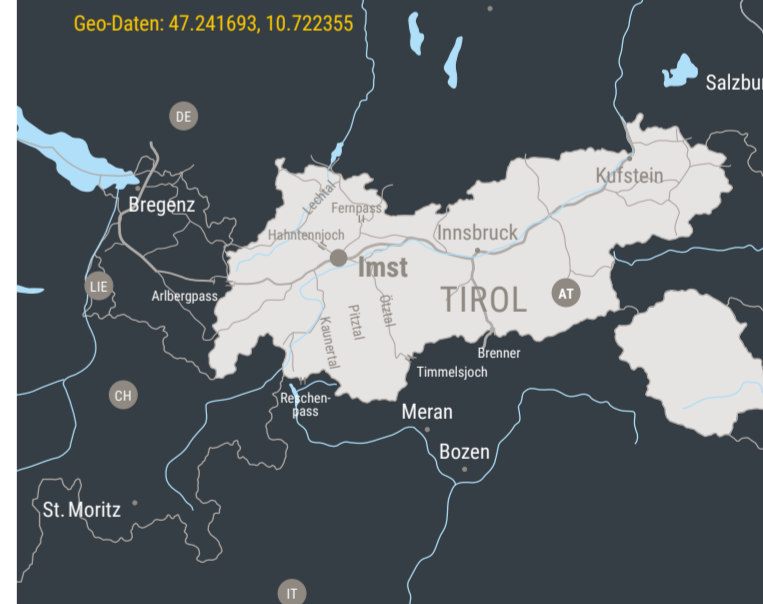 Geo-Daten: 47.241693, 10.722355
Salzbu
DE
Kufstein
Lechtal
Bregenz
Fernpass
Hahntennjoch
Innsbruck
Imst
LIE
Arlbergpass
TIROL
AT
Ötztal
Pitztal
Kaunertal
Brenner
Timmelsjoch
CH
Reschen-
pass
Meran
Bozen
St. Moritz
IT